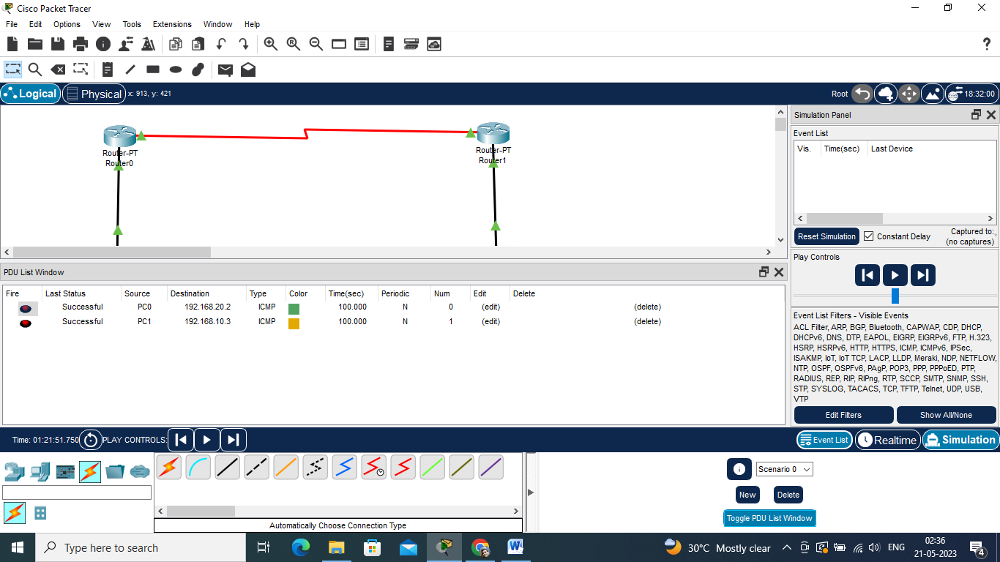 Cisco Packet Tracer
File Edit Options View Tools Extensions Window Help
Logical Physical x: 913, y: 421 Root 18:32:00
Router-PT
Router0
Router-PT
Router1
Simulation Panel
Event List
Vis. Time(sec) Last Device
Reset Simulation Constant Delay Captured to:
(no captures)
Play Controls
PDU List Window
Fire Last Status Source Destination Type Color Time(sec) Periodic Num Edit Delete
Successful PC0 192.168.20.2 ICMP 100.000 N 0 (edit) (delete)
Successful PC1 192.168.10.3 ICMP 100.000 N 1 (edit) (delete)
Event List Filters - Visible Events
ACL Filter, ARP, BGP, Bluetooth, CAPWAP, CDP, DHCP,
DHCPv6, DNS, DTP, EAPOL, EIGRP, EIGRPv6, FTP, H.323,
HSRP, HSRPv6, HTTP, HTTPS, ICMP, ICMPv6, IPSec,
ISAKMP, IoT, IoT TCP, LACP, LLDP, Meraki, NDP, NETFLOW,
NTP, OSPF, OSPFv6, PAgP, POP3, PPP, PPPoED, PTP,
RADIUS, REP, RIP, RIPng, RTP, SCCP, SMTP, SNMP, SSH,
STP, SYSLOG, TACACS, TCP, TFTP, Telnet, UDP, USB,
VTP
Edit Filters Show All/None
Time: 01:21:51.750 PLAY CONTROLS: Event List Realtime Simulation
Scenario 0
New Delete
Toggle PDU List Window
Automatically Choose Connection Type
Type here to search 30°C Mostly clear ENG 02:36
21-05-2023 4